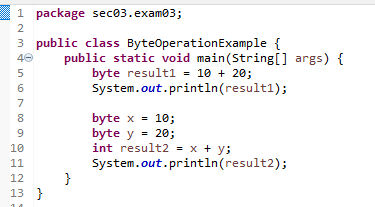 1 package sec03.exam03;
2
3 public class ByteOperationExample {
4     public static void main(String[] args) {
5         byte result1 = 10 + 20;
6         System.out.println(result1);
7
8         byte x = 10;
9         byte y = 20;
10         int result2 = x + y;
11         System.out.println(result2);
12     }
13 }